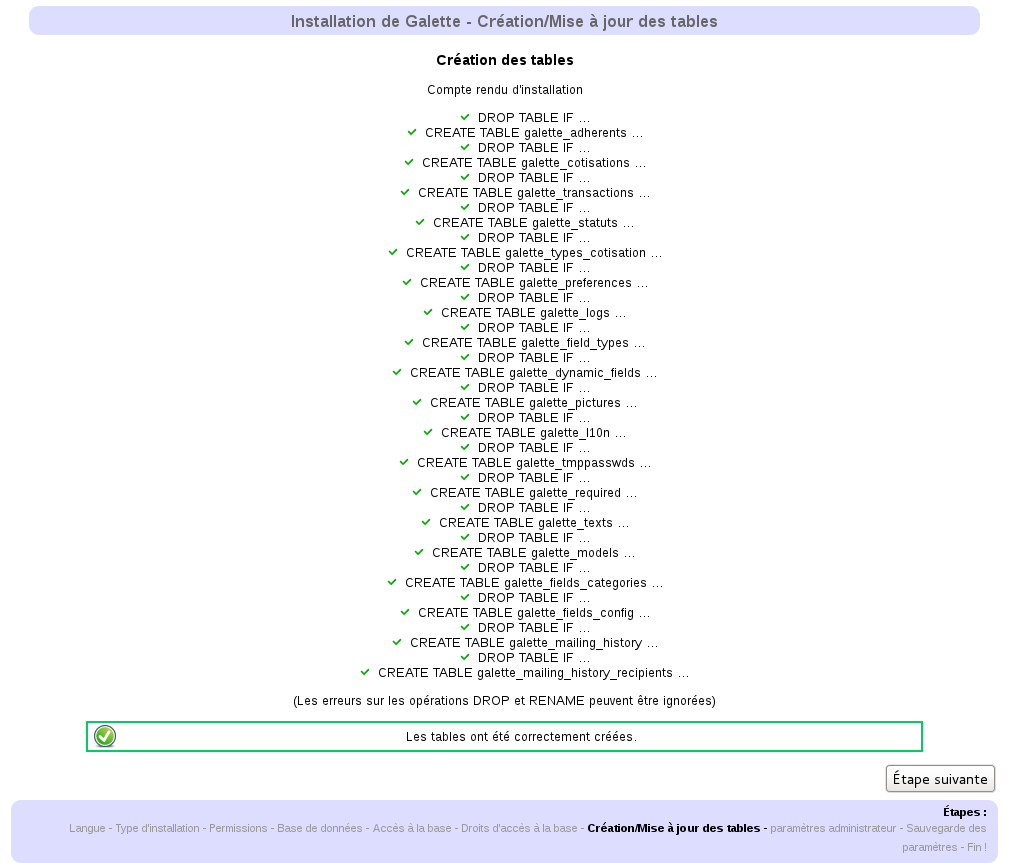 Installation de Galette - Création/Mise à jour des tables
Création des tables
Compte rendu d'installation
DROP TABLE IF ...
CREATE TABLE galette_adherents ...
DROP TABLE IF ...
CREATE TABLE galette_cotisations ...
DROP TABLE IF ...
CREATE TABLE galette_transactions ...
DROP TABLE IF ...
CREATE TABLE galette_statuts ...
DROP TABLE IF ...
CREATE TABLE galette_types_cotisation ...
DROP TABLE IF ...
CREATE TABLE galette_preferences ...
DROP TABLE IF ...
CREATE TABLE galette_logs ...
DROP TABLE IF ...
CREATE TABLE galette_field_types ...
DROP TABLE IF ...
CREATE TABLE galette_dynamic_fields ...
DROP TABLE IF ...
CREATE TABLE galette_pictures ...
DROP TABLE IF ...
CREATE TABLE galette_l10n ...
DROP TABLE IF ...
CREATE TABLE galette_tmppasswds ...
DROP TABLE IF ...
CREATE TABLE galette_required ...
DROP TABLE IF ...
CREATE TABLE galette_texts ...
DROP TABLE IF ...
CREATE TABLE galette_models ...
DROP TABLE IF ...
CREATE TABLE galette_fields_categories ...
DROP TABLE IF ...
CREATE TABLE galette_fields_config ...
DROP TABLE IF ...
CREATE TABLE galette_mailing_history ...
DROP TABLE IF ...
CREATE TABLE galette_mailing_history_recipients ...
(Les erreurs sur les opérations DROP et RENAME peuvent être ignorées)
Les tables ont été correctement créées.
Étape suivante
Étapes :
Langue - Type d'installation - Permissions - Base de données - Accès à la base - Droits d'accès à la base - Création/Mise à jour des tables - paramètres administrateur - Sauvegarde des
paramètres - Fin !